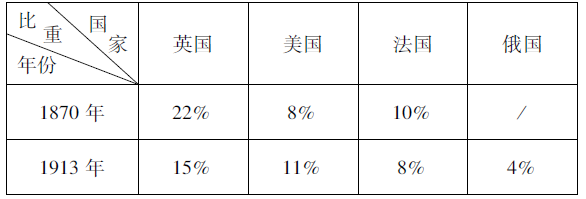 比重 国家 年份 英国 美国 法国 俄国
1870 年 22% 8% 10% /
1913 年 15% 11% 8% 4%